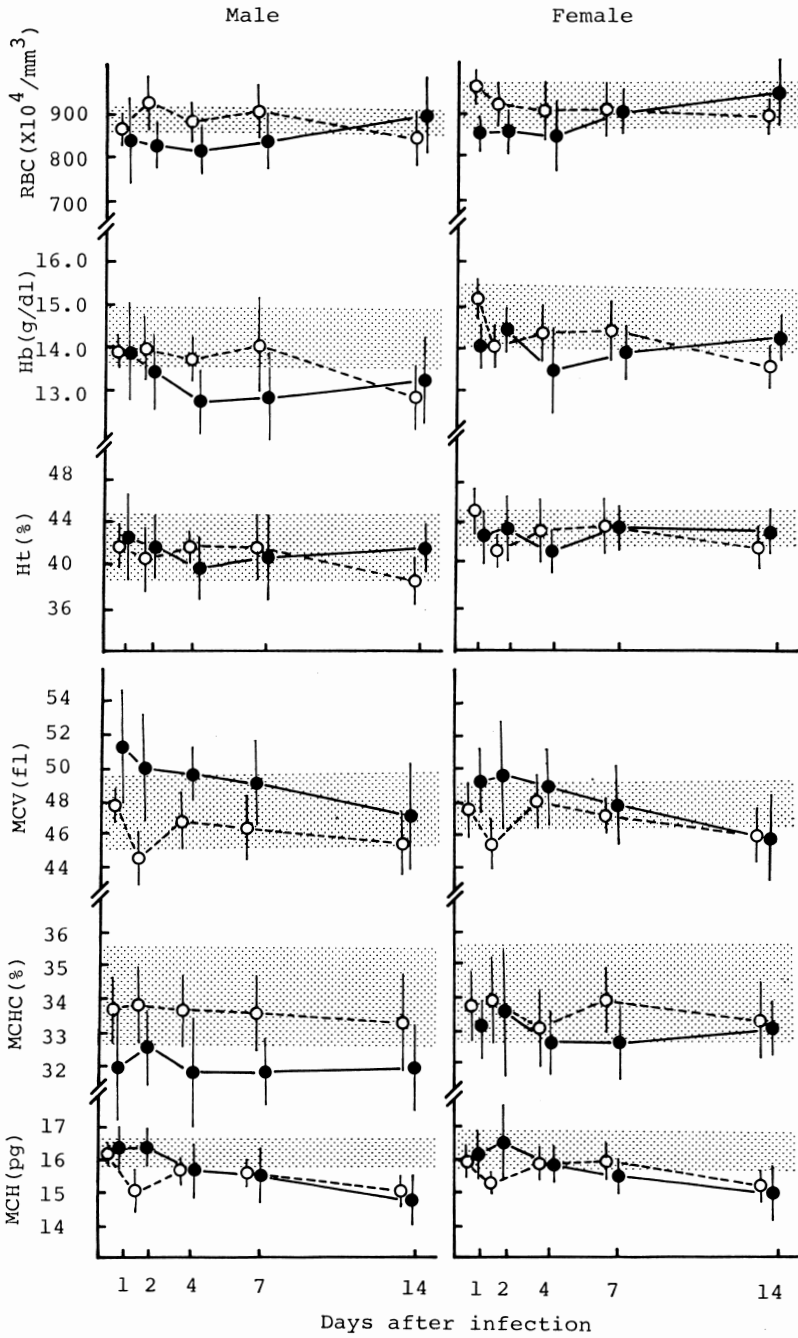 Male Female
RBC(X10⁴/mm³)
900
800
700
Hb(g/dl)
16.0
15.0
14.0
13.0
Ht(%)
48
44
40
36
MCV(fl)
54
52
50
48
46
44
MCHC(%)
36
35
34
33
32
MCH(pg)
17
16
15
14
1 2 4 7 14 1 2 4 7 14
Days after infection